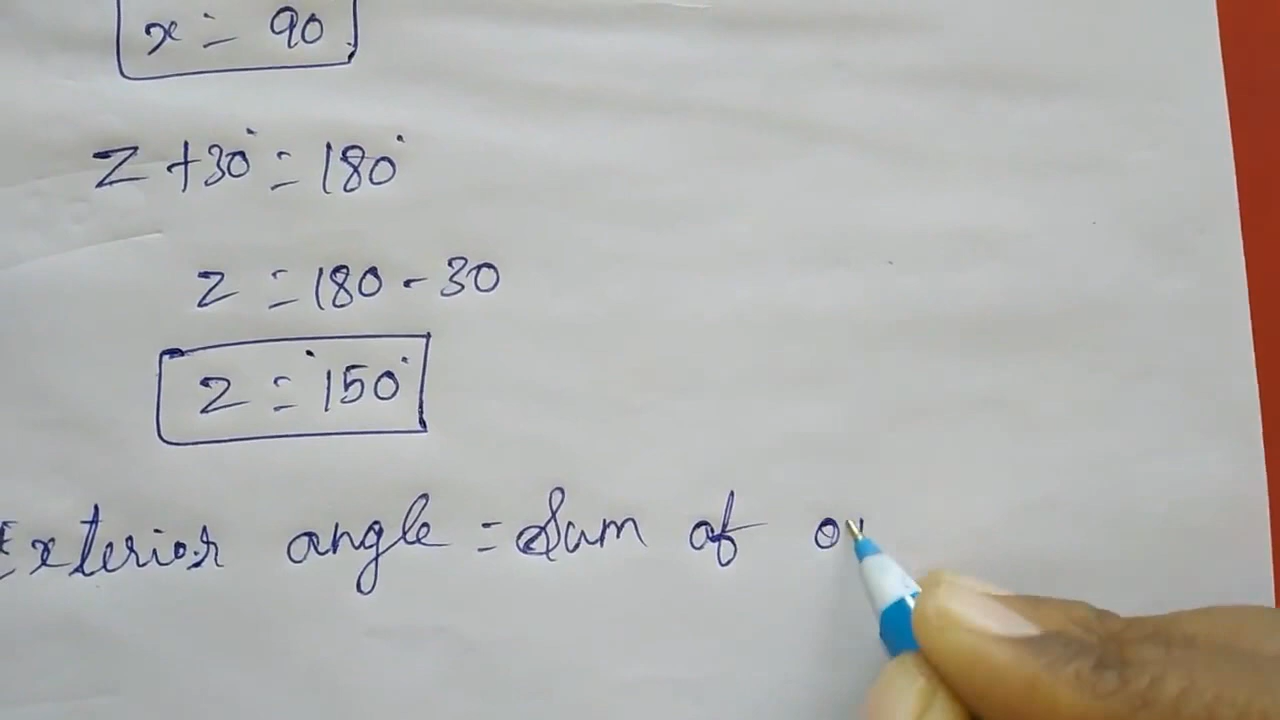 x = 90
Z + 30° = 180°
Z = 180 - 30
Z = 150°
Exterior angle = Sum of